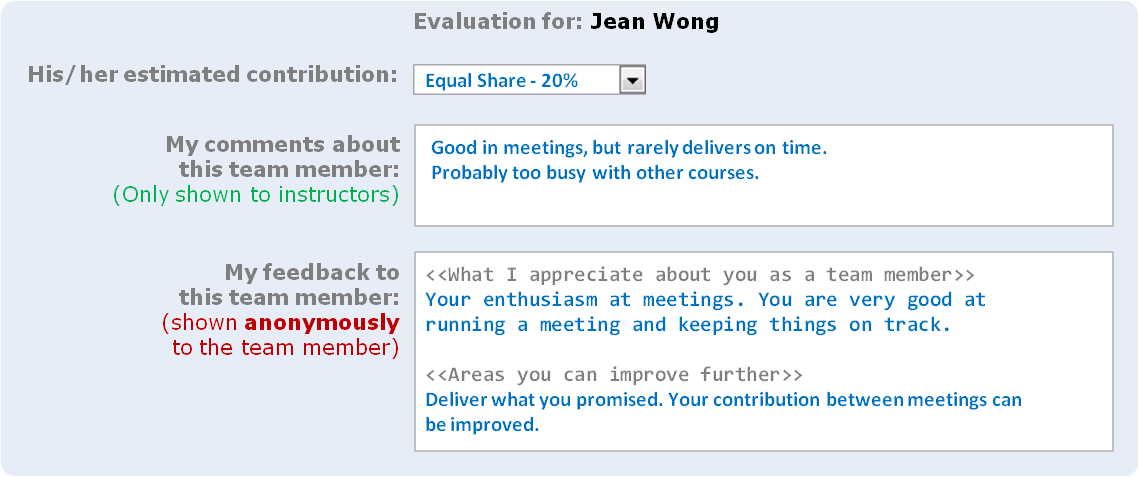 Evaluation for: Jean Wong
His/her estimated contribution: Equal Share - 20%
My comments about
this team member:
(Only shown to instructors)
Good in meetings, but rarely delivers on time.
Probably too busy with other courses.
My feedback to
this team member:
(shown anonymously
to the team member)
<<What I appreciate about you as a team member>>
Your enthusiasm at meetings. You are very good at
running a meeting and keeping things on track.
<<Areas you can improve further>>
Deliver what you promised. Your contribution between meetings can
be improved.